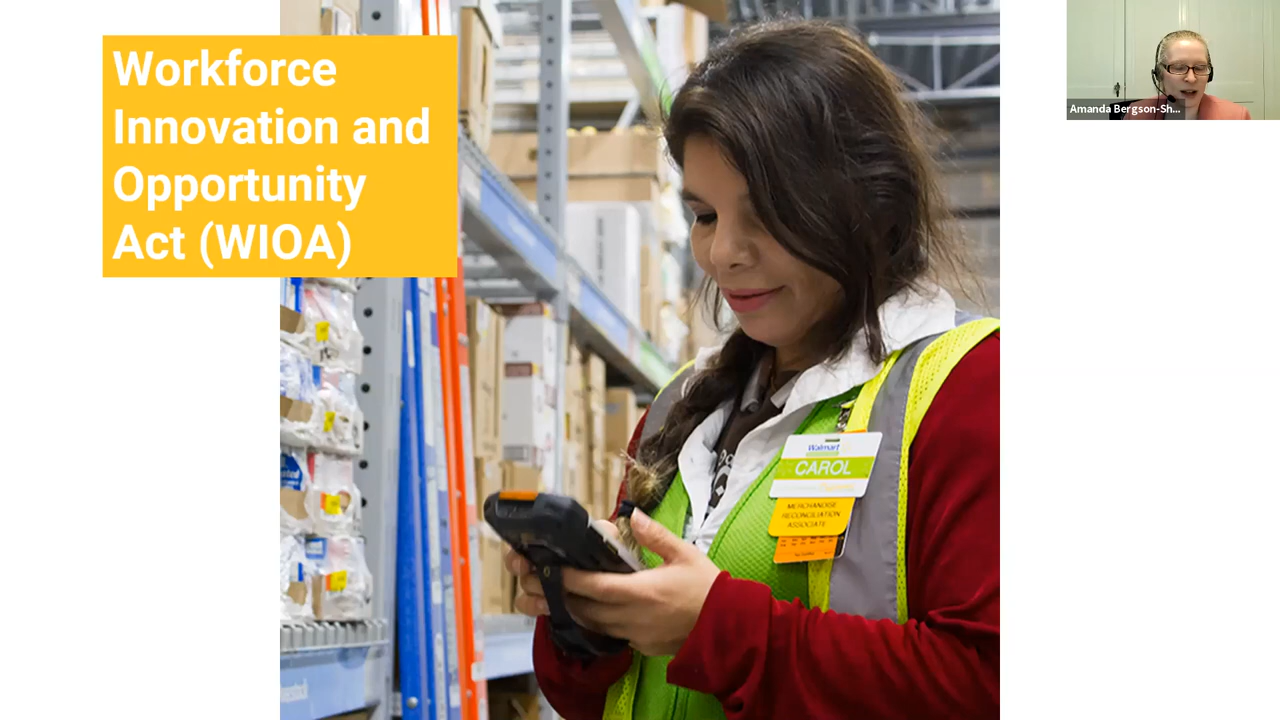 Workforce
Innovation and
Opportunity
Act (WIOA)
Amanda Bergson-Sh...
Walmart
CAROL
MERCHANDISE
RECONCILIATION
ASSOCIATE